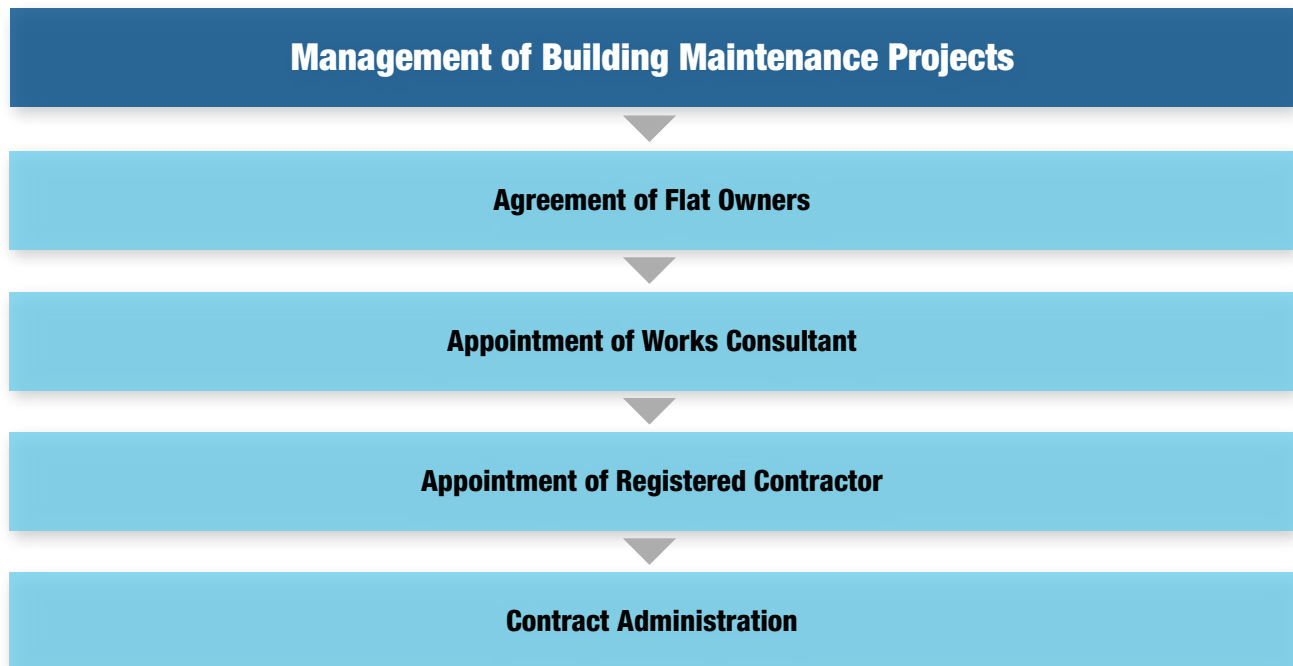 Management of Building Maintenance Projects
Agreement of Flat Owners
Appointment of Works Consultant
Appointment of Registered Contractor
Contract Administration